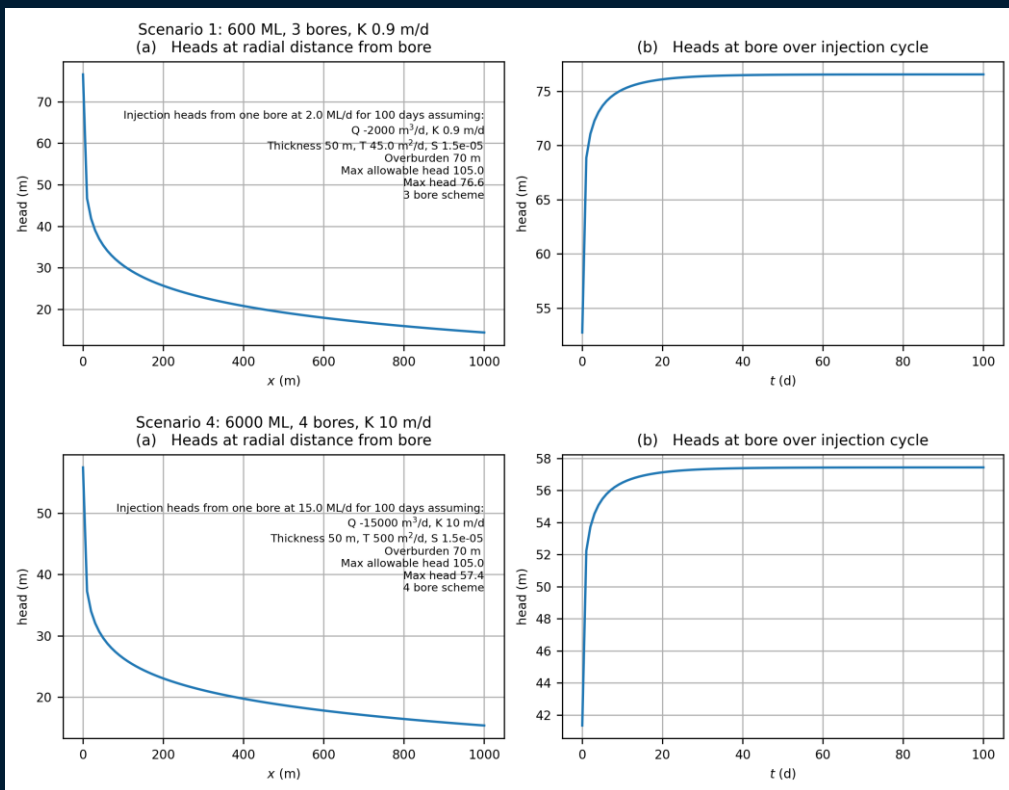 Scenario 1: 600 ML, 3 bores, K 0.9 m/d
(a) Heads at radial distance from bore
head (m)
70
60
50
40
30
20
Injection heads from one bore at 2.0 ML/d for 100 days assuming:
Q -2000 m³/d, K 0.9 m/d
Thickness 50 m, T 45.0 m²/d, S 1.5e-05
Overburden 70 m
Max allowable head 105.0
Max head 76.6
3 bore scheme
0 200 400 600 800 1000
x (m)
(b) Heads at bore over injection cycle
head (m)
75
70
65
60
55
0 20 40 60 80 100
t (d)
Scenario 4: 6000 ML, 4 bores, K 10 m/d
(a) Heads at radial distance from bore
head (m)
50
40
30
20
Injection heads from one bore at 15.0 ML/d for 100 days assuming:
Q -15000 m³/d, K 10 m/d
Thickness 50 m, T 500 m²/d, S 1.5e-05
Overburden 70 m
Max allowable head 105.0
Max head 57.4
4 bore scheme
0 200 400 600 800 1000
x (m)
(b) Heads at bore over injection cycle
head (m)
58
56
54
52
50
48
46
44
42
0 20 40 60 80 100
t (d)